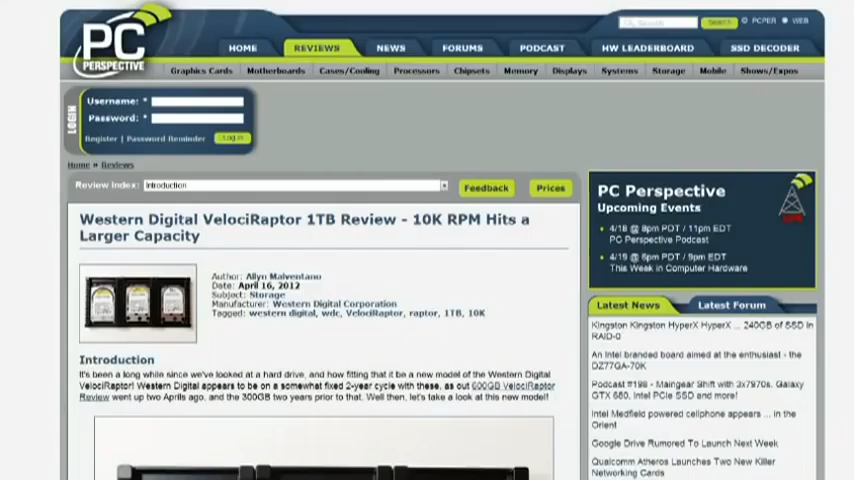 PC PERSPECTIVE
Search
PCPER
WEB
HOME
REVIEWS
NEWS
FORUMS
PODCAST
HW LEADERBOARD
SSD DECODER
Graphics Cards
Motherboards
Cases/Cooling
Processors
Chipsets
Memory
Displays
Systems
Storage
Mobile
Shows/Expos
LOGIN
Username: *
Password: *
Register | Password Reminder
Log in
Home » Reviews
Review Index:
Introduction
Feedback
Prices
Western Digital VelociRaptor 1TB Review - 10K RPM Hits a
Larger Capacity
Author: Allyn Malventano
Date: April 16, 2012
Subject: Storage
Manufacturer: Western Digital Corporation
Tagged: western digital, wdc, VelociRaptor, raptor, 1TB, 10K
Introduction
It's been a long while since we've looked at a hard drive, and how fitting that it be a new model of the Western Digital
VelociRaptor! Western Digital appears to be on a somewhat fixed 2-year cycle with these, as out 600GB VelociRaptor
Review went up two Aprils ago, and the 300GB two years prior to that. Well then, let's take a look at this new model!
PC Perspective
Upcoming Events
4/18 @ 8pm PDT / 11pm EDT
PC Perspective Podcast
4/19 @ 6pm PDT / 9pm EDT
This Week in Computer Hardware
Latest News
Latest Forum
Kingston Kingston HyperX HyperX ... 240GB of SSD in
RAID-0
An Intel branded board aimed at the enthusiast - the
DZ77GA-70K
Podcast #198 - Maingear Shift with 3x7970s, Galaxy
GTX 680, Intel PCIe SSD and more!
Intel Medfield powered cellphone appears ... in the
Orient
Google Drive Rumored To Launch Next Week
Qualcomm Atheros Launches Two New Killer
Networking Cards